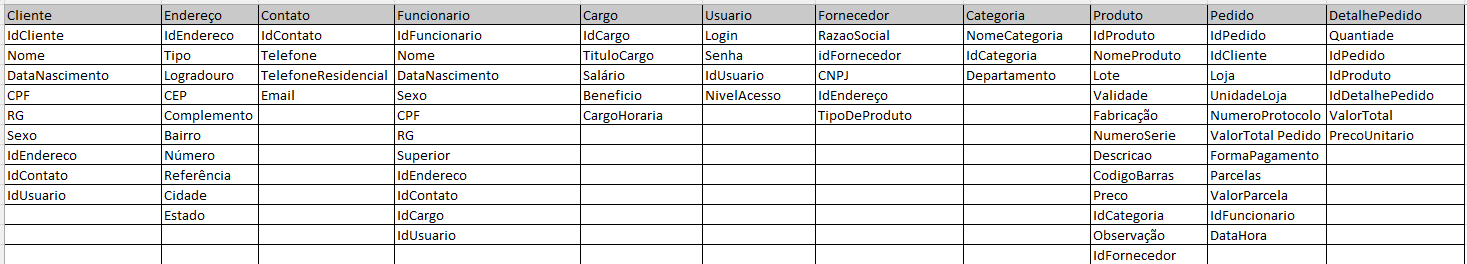 Cliente Endereço Contato Funcionario Cargo Usuario Fornecedor Categoria Produto Pedido DetalhePedido
IdCliente IdEndereco IdContato IdFuncionario IdCargo Login RazaoSocial NomeCategoria IdProduto IdPedido Quantiade
Nome Tipo Telefone Nome TituloCargo Senha idFornecedor IdCategoria NomeProduto IdCliente IdPedido
DataNascimento Logradouro TelefoneResidencial DataNascimento Salário IdUsuario CNPJ Departamento Lote Loja IdProduto
CPF CEP Email Sexo Beneficio NivelAcesso IdEndereço Validade UnidadeLoja IdDetalhePedido
RG Complemento CPF CargoHoraria TipoDeProduto Fabricação NumeroProtocolo ValorTotal
Sexo Bairro RG NumeroSerie ValorTotal Pedido PrecoUnitario
IdEndereco Número Superior Descricao FormaPagamento
IdContato Referência IdEndereco CodigoBarras Parcelas
IdUsuario Cidade IdContato Preco ValorParcela
Estado IdCargo IdCategoria IdFuncionario
IdUsuario Observação DataHora
IdFornecedor